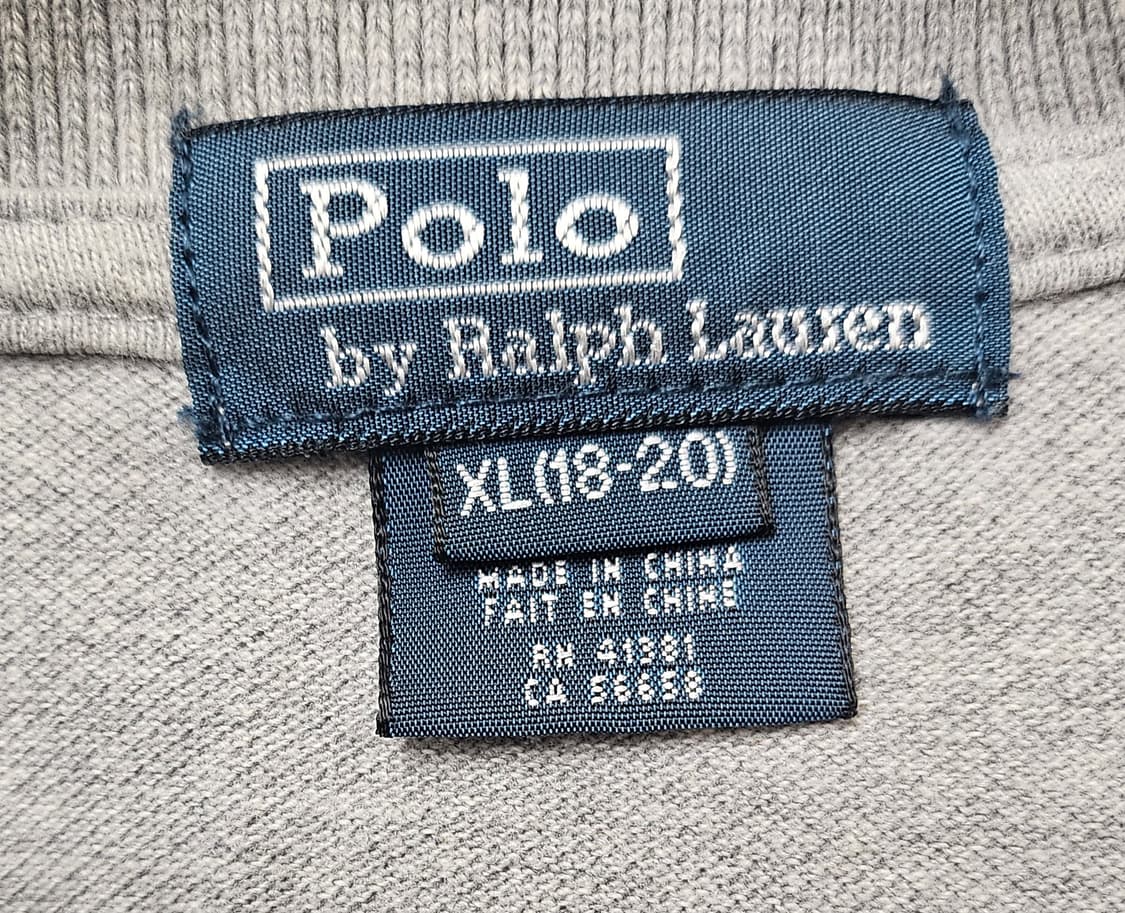 Polo
by Ralph Lauren
XL(18-20)
MADE IN CHINA
FAIT EN CHINE
RN 41381
CA 56658